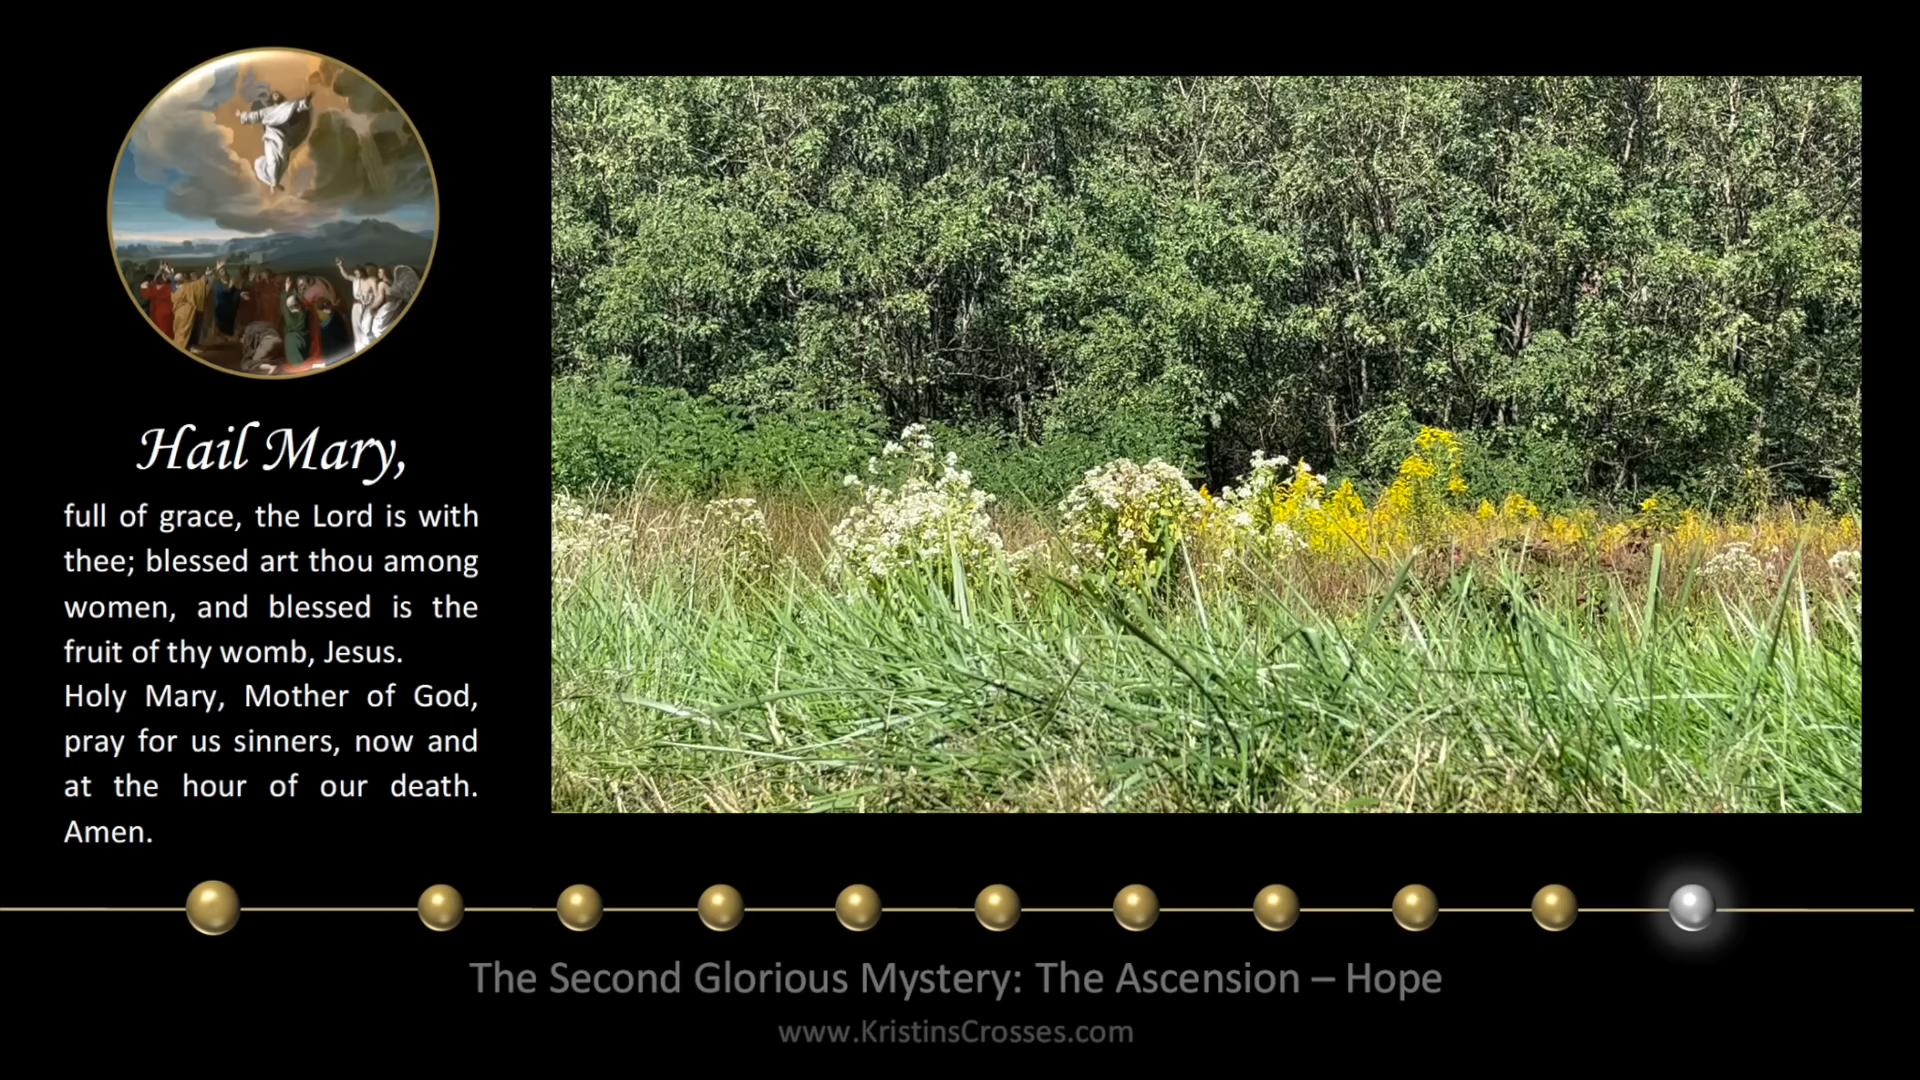 Hail Mary,
full of grace, the Lord is with
thee; blessed art thou among
women, and blessed is the
fruit of thy womb, Jesus.
Holy Mary, Mother of God,
pray for us sinners, now and
at the hour of our death.
Amen.
The Second Glorious Mystery: The Ascension – Hope
www.KristinsCrosses.com